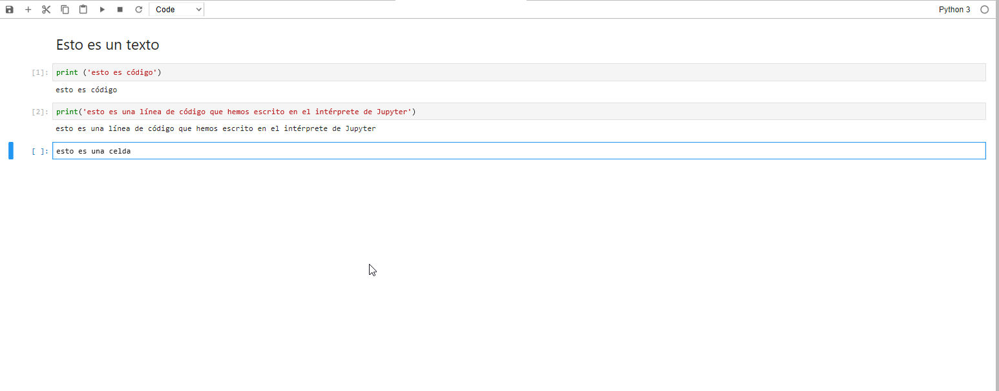 Code
Python 3
Esto es un texto
[1]: print ('esto es código')
esto es código
[2]: print('esto es una línea de código que hemos escrito en el intérprete de Jupyter')
esto es una línea de código que hemos escrito en el intérprete de Jupyter
[ ]: esto es una celda